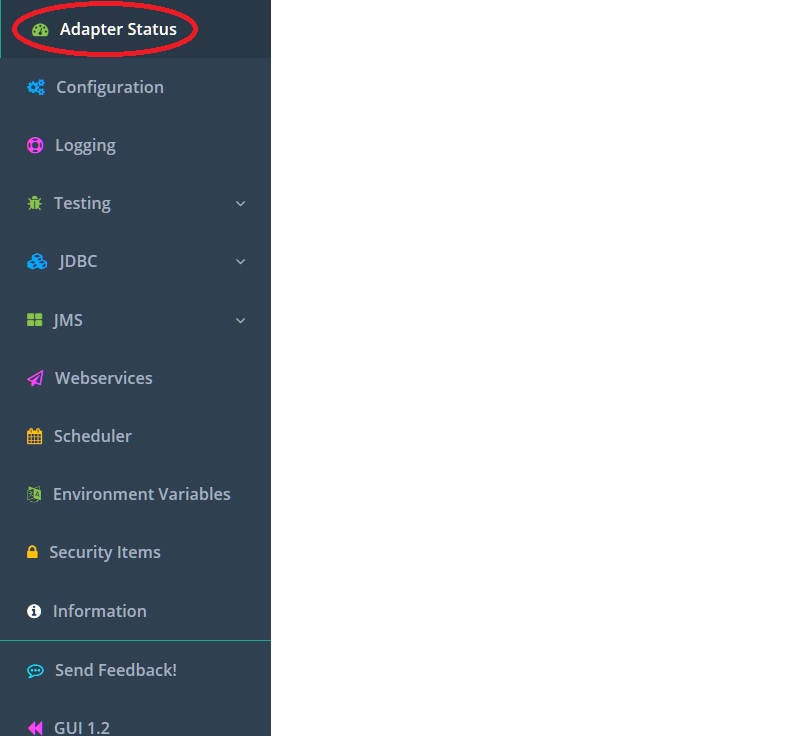 Adapter Status
Configuration
Logging
Testing
JDBC
JMS
Webservices
Scheduler
Environment Variables
Security Items
Information
Send Feedback!
GUI 1.2